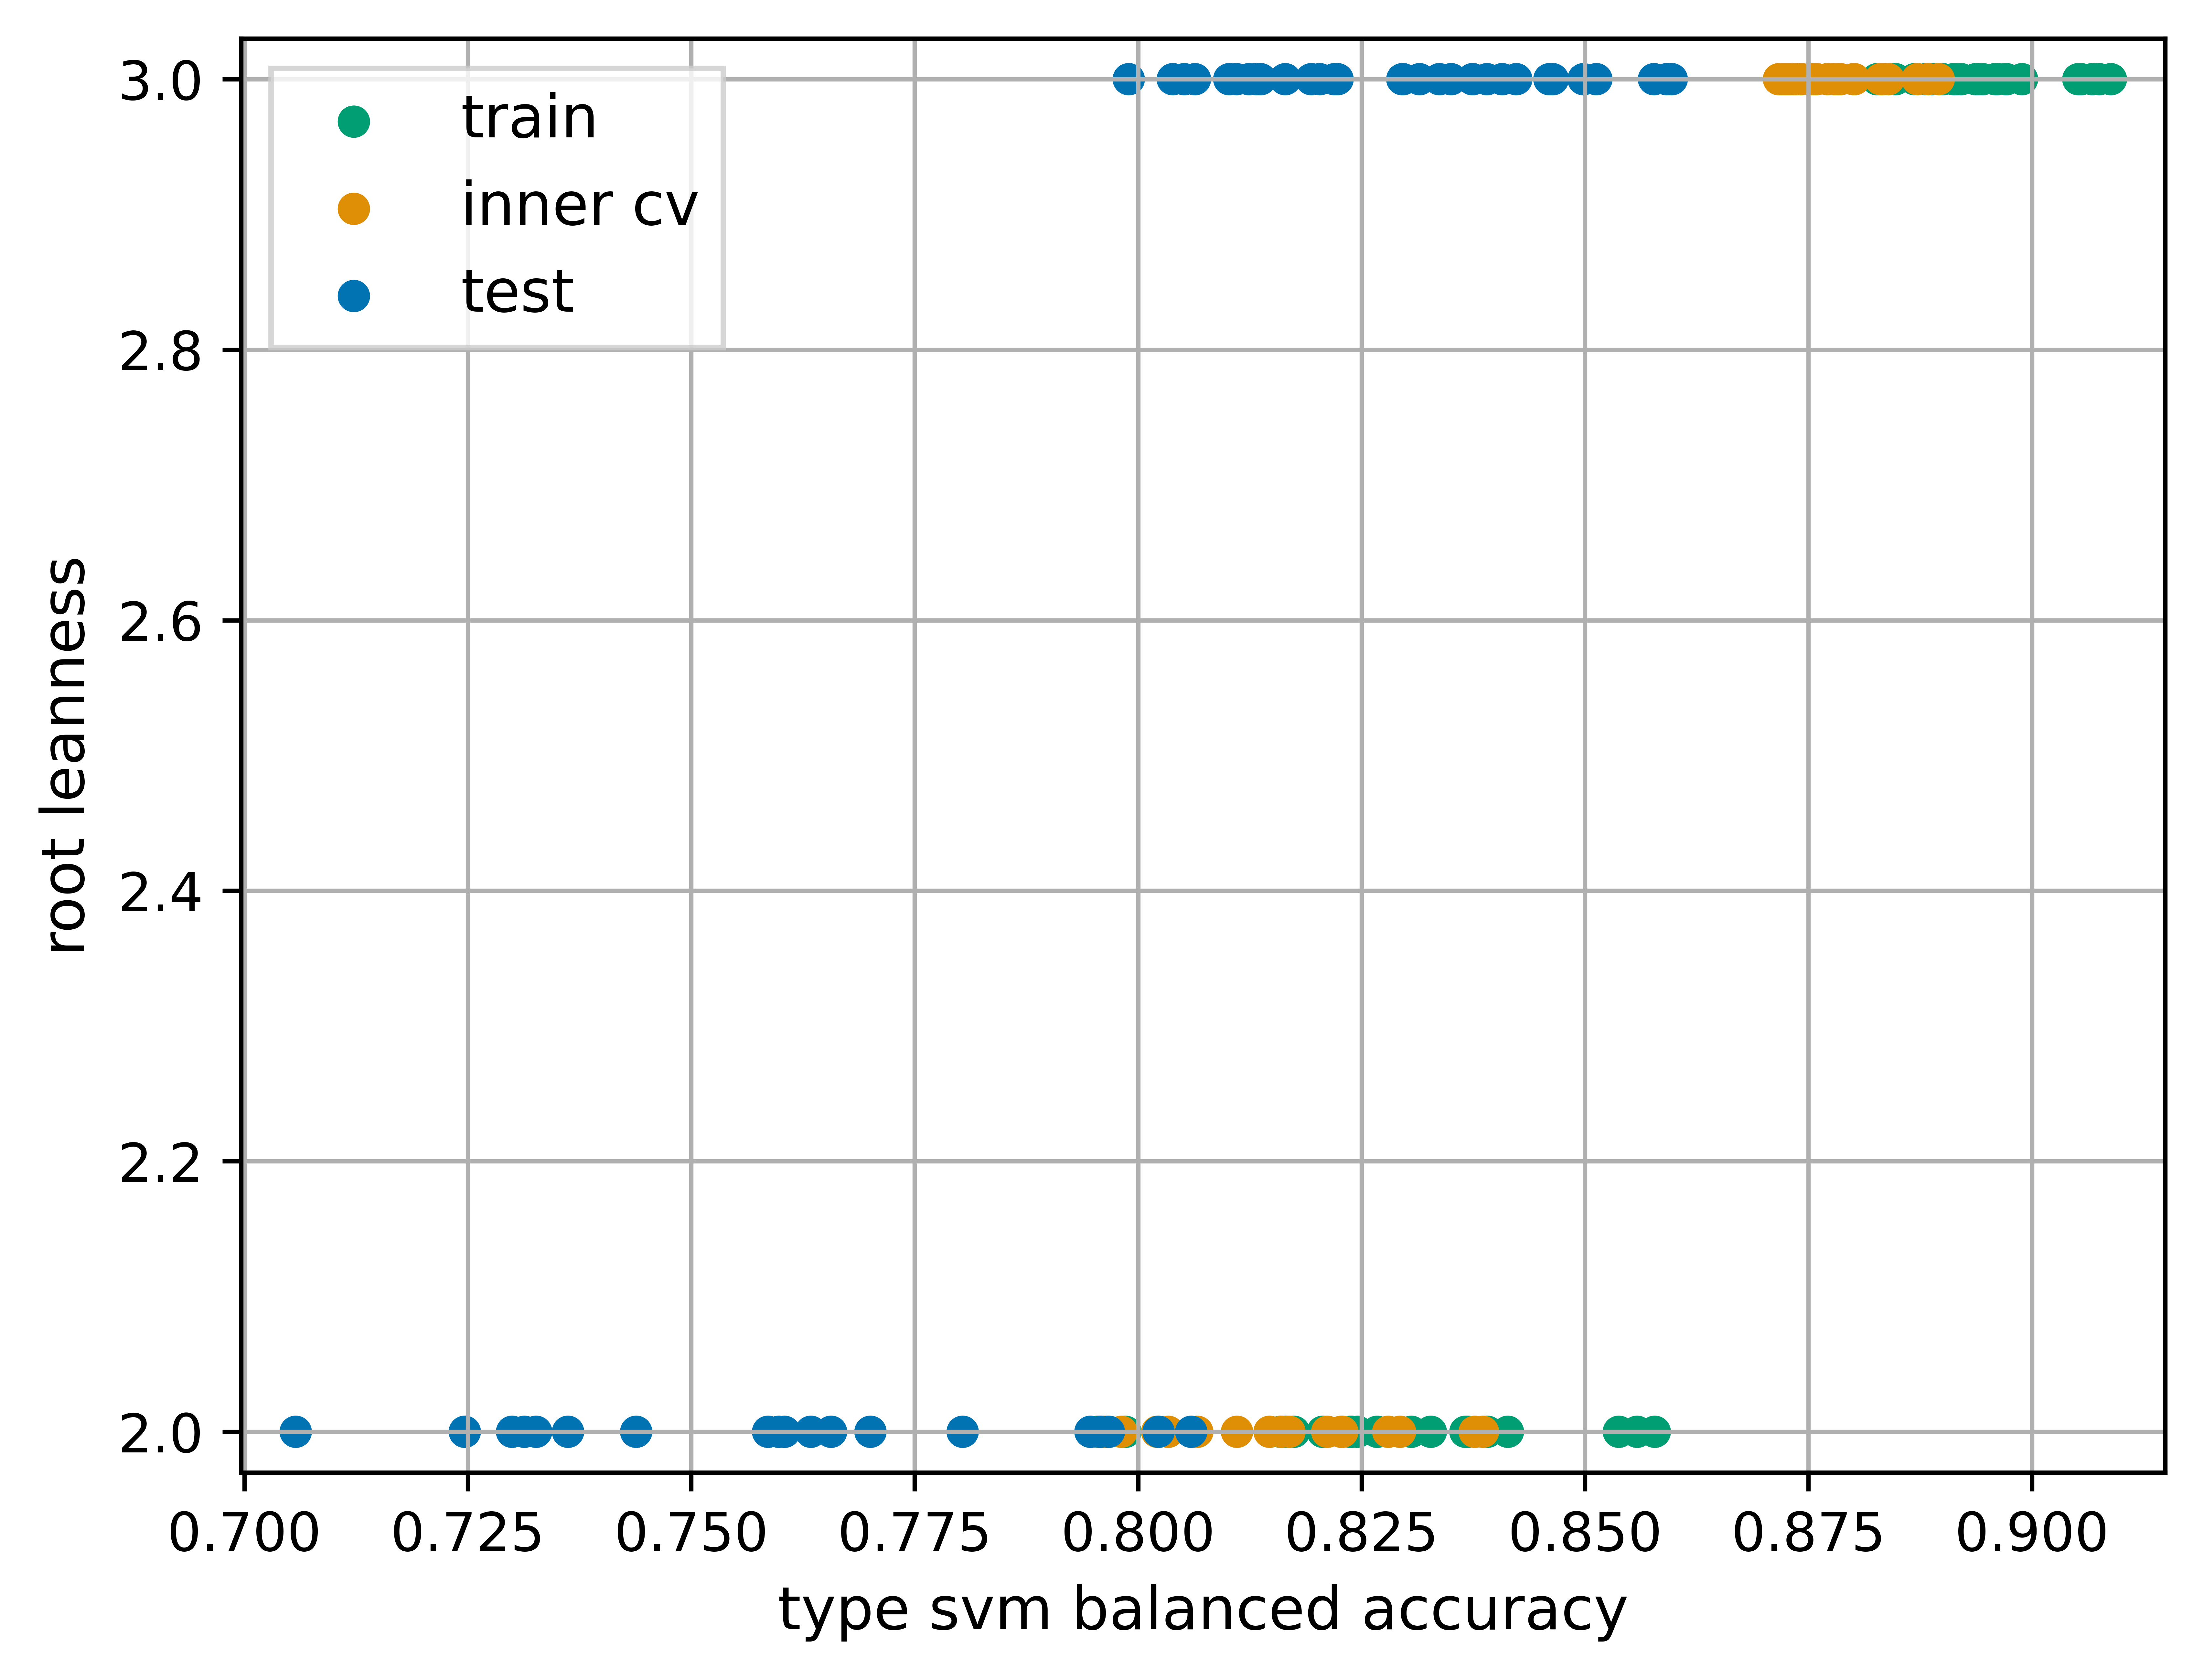 train
inner cv
test
3.0
2.8
2.6
2.4
2.2
2.0
root leanness
0.700 0.725 0.750 0.775 0.800 0.825 0.850 0.875 0.900
type svm balanced accuracy